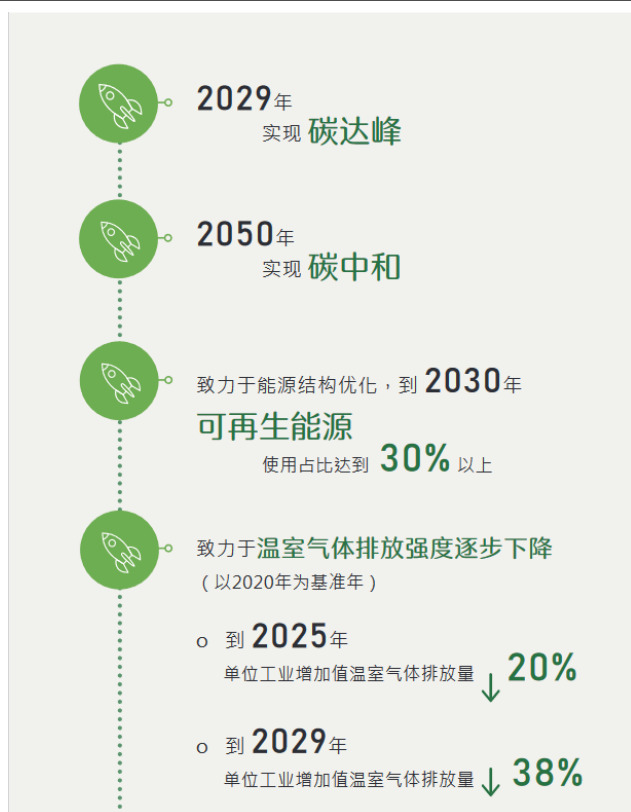 2029年
实现 碳达峰
2050年
实现 碳中和
致力于能源结构优化，到 2030年
可再生能源
使用占比达到 30% 以上
致力于温室气体排放强度逐步下降
（以2020年为基准年）
o 到 2025年
单位工业增加值温室气体排放量 ↓ 20%
o 到 2029年
单位工业增加值温室气体排放量 ↓ 38%